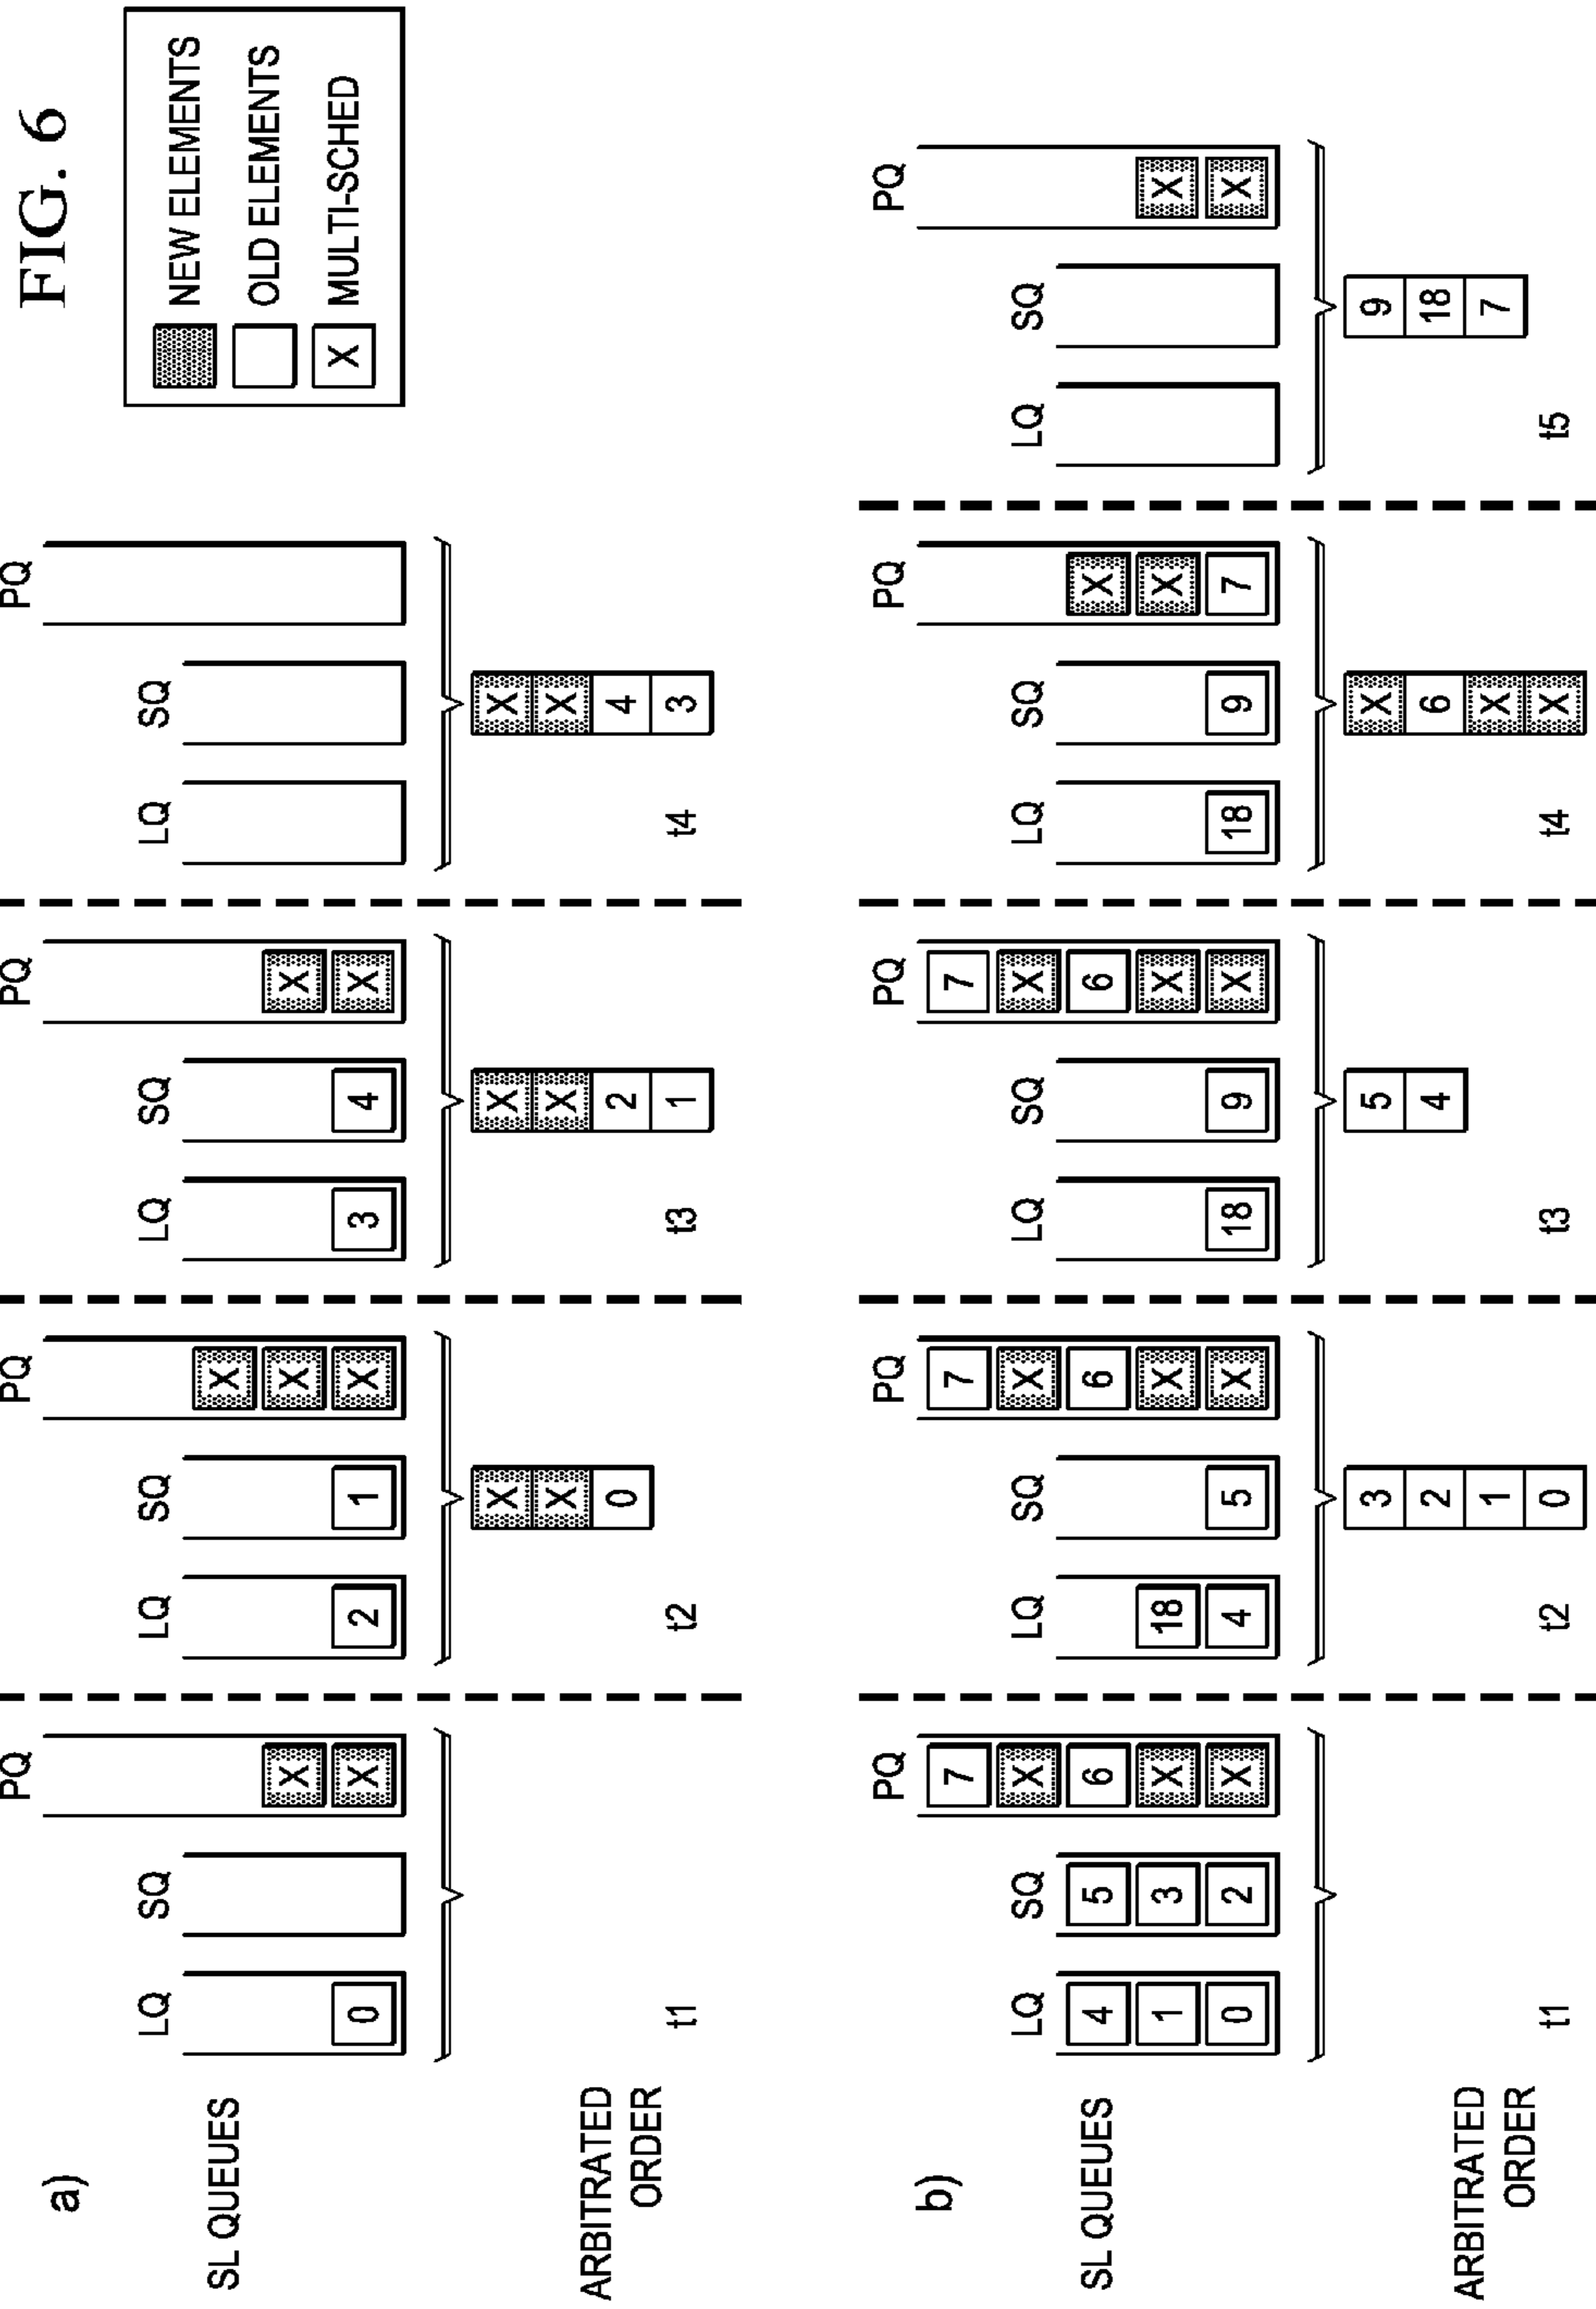 FIG. 6
NEW ELEMENTS
OLD ELEMENTS
X MULTI-SCHED
a)
PQ PQ PQ PQ
LQ SQ LQ SQ LQ SQ LQ SQ
SL QUEUES
X
X X X
0 X 2 1 X 3 4 X
X X X
ARBITRATED
X X X
0 2 4
ORDER
1 3
t1 t2 t3 t4
b)
PQ PQ PQ PQ PQ
7 7 7
LQ SQ LQ SQ LQ SQ LQ SQ LQ SQ
X X X
SL QUEUES
4 5 6 6 6 X
1 3 X 18 X X X X
0 2 X 4 5 X 18 9 X 18 9 7 X
3 5 X 9
2 4 6 18
ARBITRATED
1 X 7
ORDER
0 X
t1 t2 t3 t4 t5